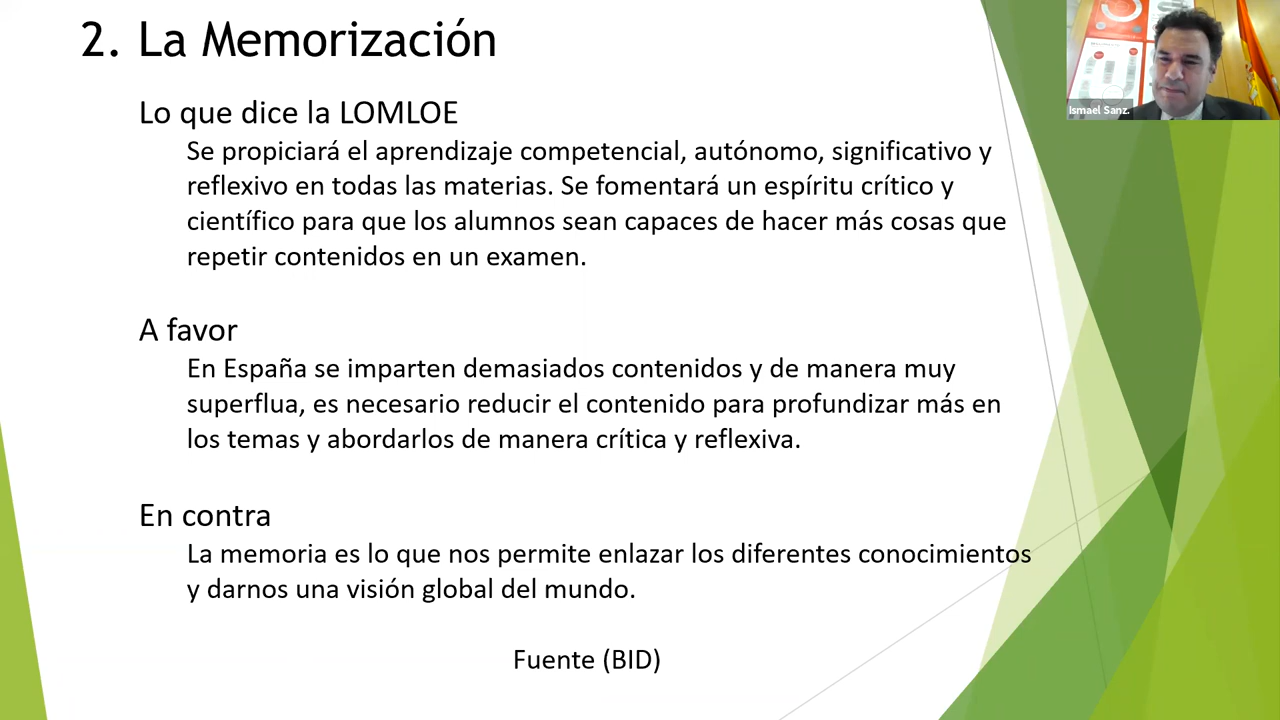 2. La Memorización
Ismael Sanz.
Lo que dice la LOMLOE
Se propiciará el aprendizaje competencial, autónomo, significativo y
reflexivo en todas las materias. Se fomentará un espíritu crítico y
científico para que los alumnos sean capaces de hacer más cosas que
repetir contenidos en un examen.
A favor
En España se imparten demasiados contenidos y de manera muy
superflua, es necesario reducir el contenido para profundizar más en
los temas y abordarlos de manera crítica y reflexiva.
En contra
La memoria es lo que nos permite enlazar los diferentes conocimientos
y darnos una visión global del mundo.
Fuente (BID)